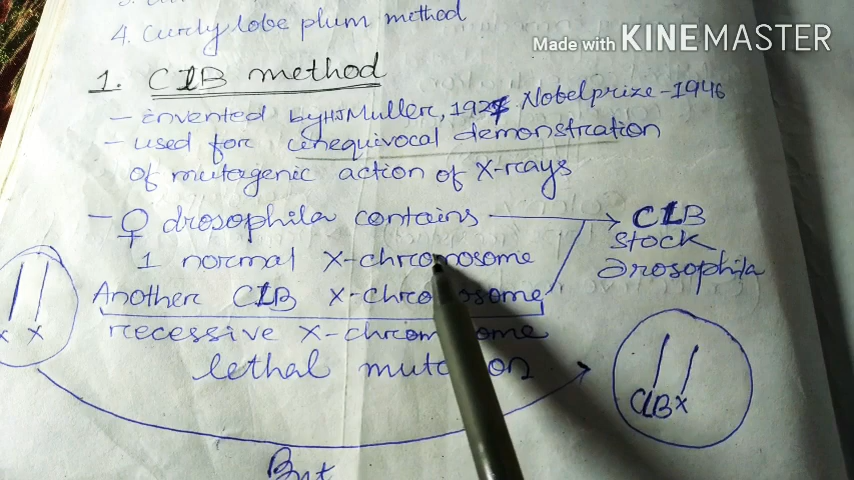 4. Curly lobe plum method
Made with KINEMASTER
1. ClB method
- envented by HJ Muller, 1927 Nobel prize - 1946
- used for unequivocal demonstration
of mutagenic action of X-rays
- ♀ drosophila contains → ClB
stock
drosophila
1 normal X-chromosome
Another ClB X-chromosome
recessive X-chromosome
lethal mutation
x x
ClB x
But